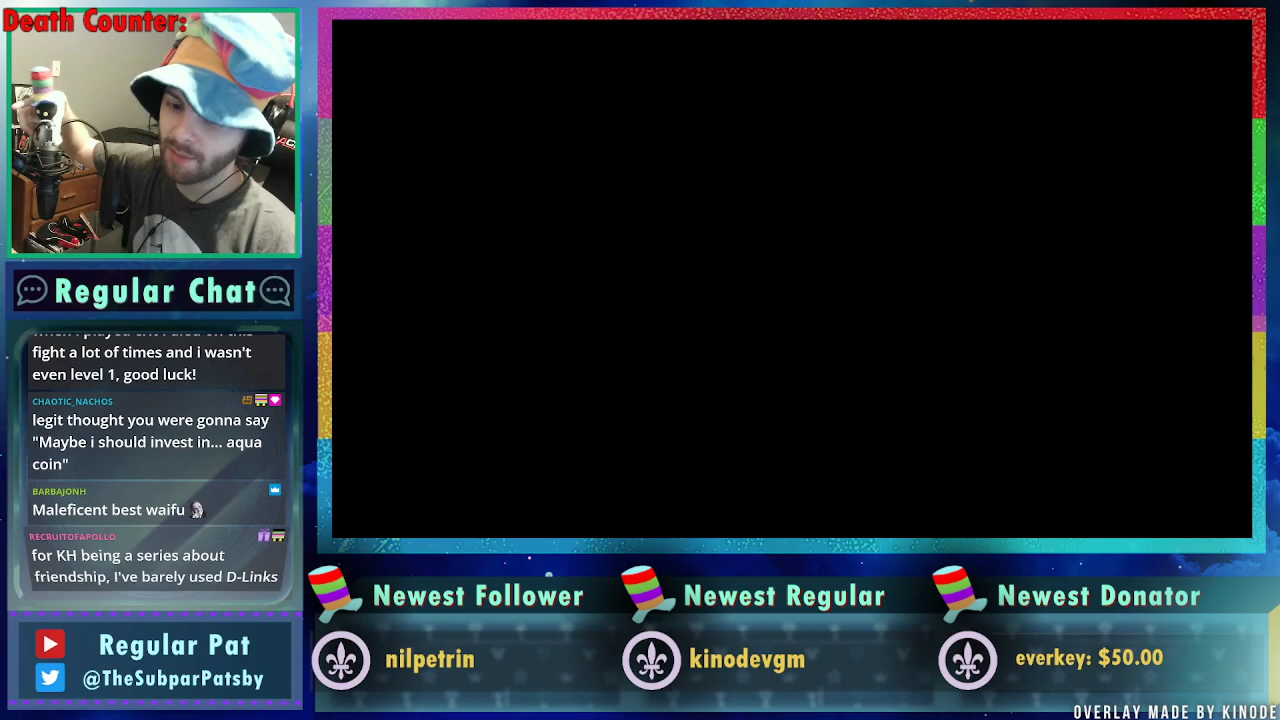 Death Counter:
Regular Chat
fight a lot of times and i wasn't
even level 1, good luck!
CHAOTIC_NACHOS
legit thought you were gonna say
"Maybe i should invest in... aqua
coin"
BARBAJONH
Maleficent best waifu
RECRUITOFAPOLLO
for KH being a series about
friendship, I've barely used D-Links
Regular Pat
@TheSubparPatsby
Newest Follower
nilpetrin
Newest Regular
kinodevgm
Newest Donator
everkey: $50.00
OVERLAY MADE BY KINODE